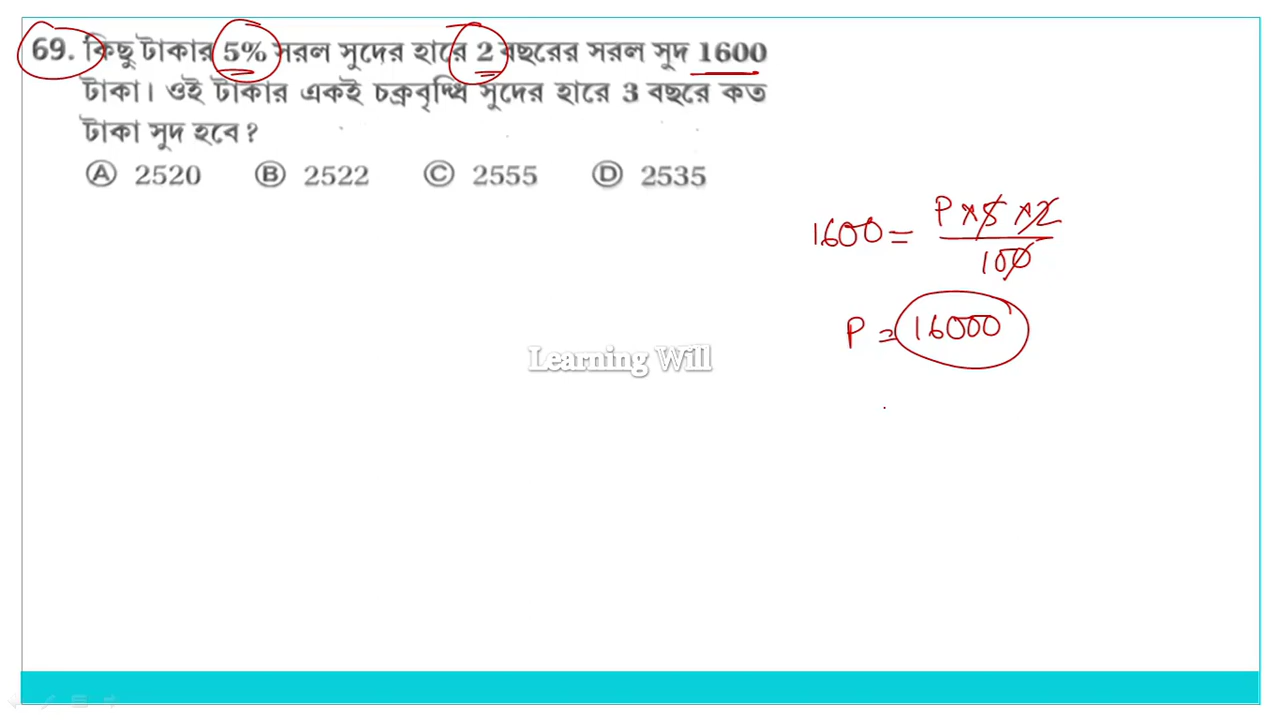 69. কিছু টাকার 5% সরল সুদের হারে 2 বছরের সরল সুদ 1600
টাকা। ওই টাকার একই চক্রবৃদ্ধি সুদের হারে 3 বছরে কত
টাকা সুদ হবে?
Ⓐ 2520 Ⓑ 2522 Ⓒ 2555 Ⓓ 2535
1600 = P × 5 × 2
100
P = 16000
Learning Will